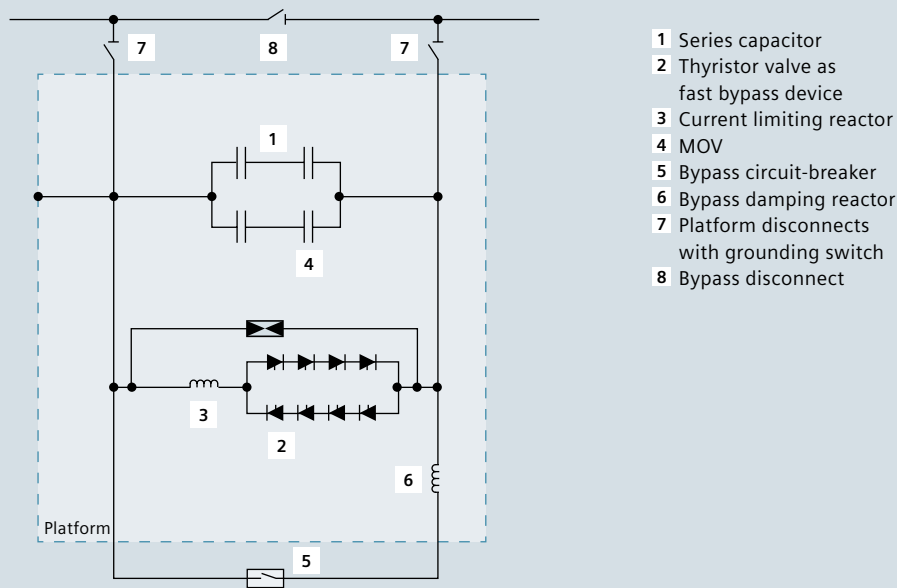 7
8
7
1
4
3
2
6
Platform
5
1 Series capacitor
2 Thyristor valve as
fast bypass device
3 Current limiting reactor
4 MOV
5 Bypass circuit-breaker
6 Bypass damping reactor
7 Platform disconnects
with grounding switch
8 Bypass disconnect